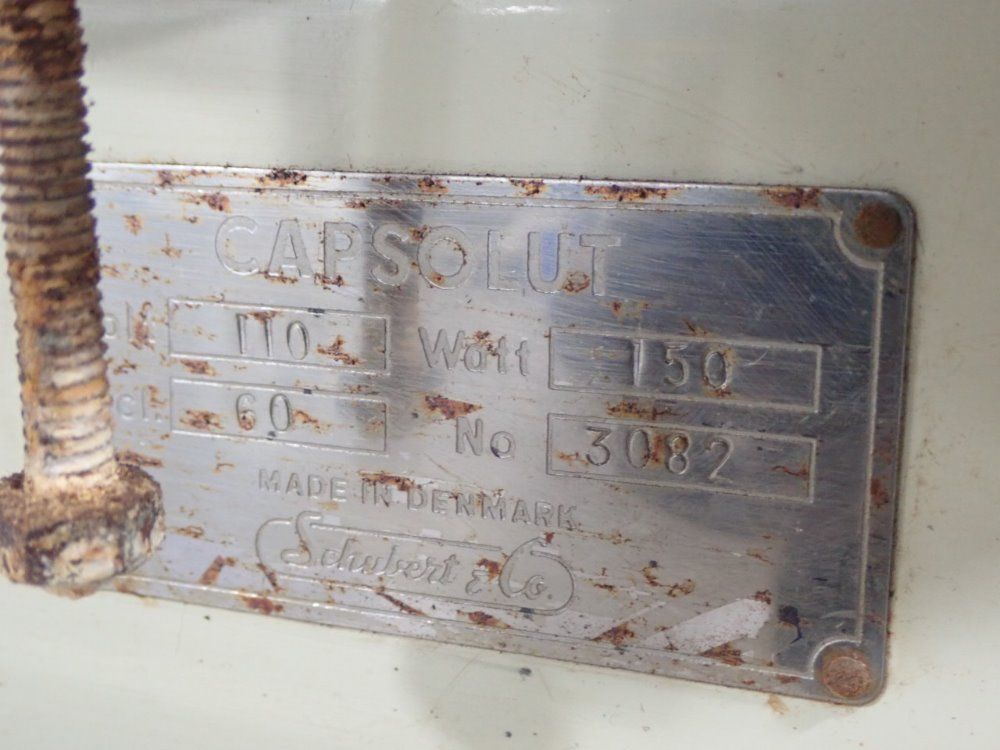 CAPSOLUT
110 Watt 150
60 No 3082
MADE IN DENMARK
Schubert & Co.